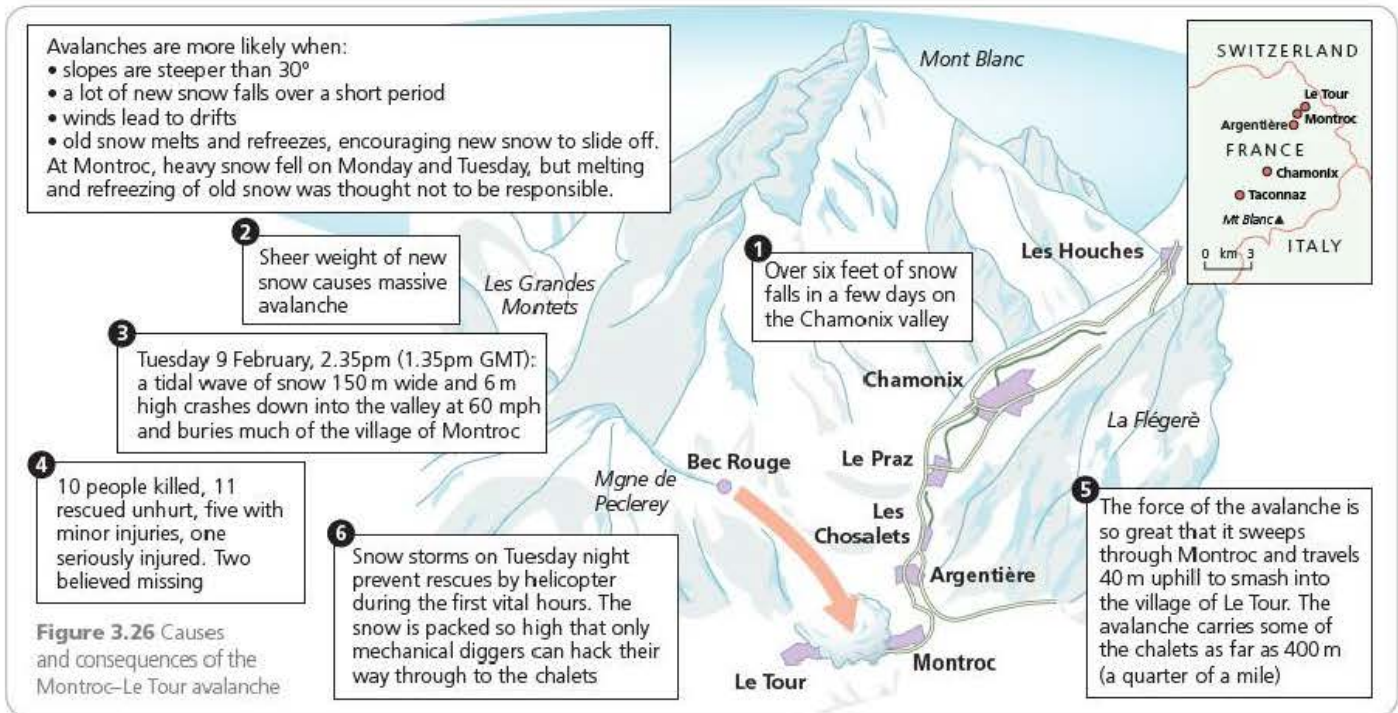 Avalanches are more likely when:
• slopes are steeper than 30º
• a lot of new snow falls over a short period
• winds lead to drifts
• old snow melts and refreezes, encouraging new snow to slide off.
At Montroc, heavy snow fell on Monday and Tuesday, but melting
and refreezing of old snow was thought not to be responsible.
Mont Blanc
SWITZERLAND
Le Tour
Montroc
Argentière
FRANCE
Chamonix
Taconnaz
Mt Blanc▲
ITALY
0 km 3
1
Over six feet of snow
falls in a few days on
the Chamonix valley
2
Sheer weight of new
snow causes massive
avalanche
Les Grandes
Montets
Les Houches
3
Tuesday 9 February, 2.35pm (1.35pm GMT):
a tidal wave of snow 150 m wide and 6 m
high crashes down into the valley at 60 mph
and buries much of the village of Montroc
Chamonix
La Flégerè
4
10 people killed, 11
rescued unhurt, five with
minor injuries, one
seriously injured. Two
believed missing
Mgne de
Peclerey
Bec Rouge
Le Praz
Les
Chosalets
Argentière
Montroc
Le Tour
5
The force of the avalanche is
so great that it sweeps
through Montroc and travels
40 m uphill to smash into
the village of Le Tour. The
avalanche carries some of
the chalets as far as 400 m
(a quarter of a mile)
6
Snow storms on Tuesday night
prevent rescues by helicopter
during the first vital hours. The
snow is packed so high that only
mechanical diggers can hack their
way through to the chalets
Figure 3.26 Causes
and consequences of the
Montroc–Le Tour avalanche